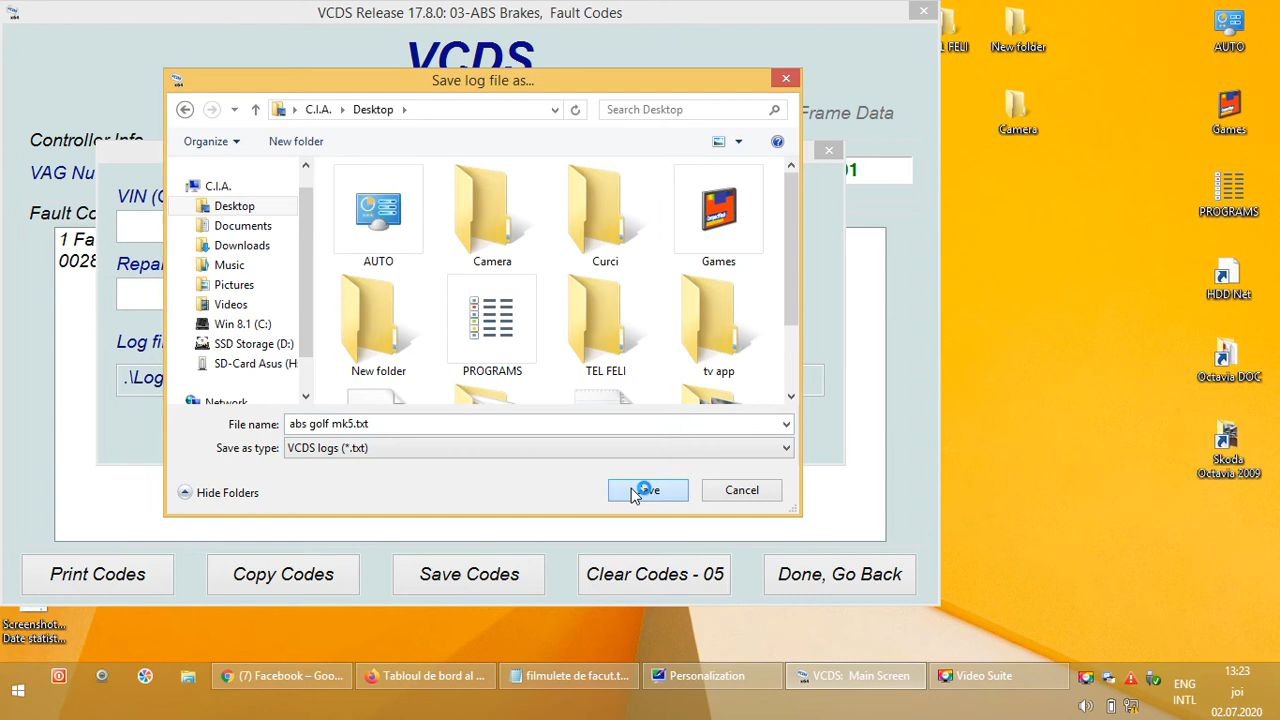 VCDS Release 17.8.0: 03-ABS Brakes, Fault Codes
VCDS
Save log file as...
C.I.A. Desktop
Search Desktop
Frame Data
Controller Info
Organize
New folder
VAG Nu
VIN (
Fault Co
1 Fa
0028
Repai
Log fi
.\Log
C.I.A.
Desktop
Documents
Downloads
Music
Pictures
Videos
Win 8.1 (C:)
SSD Storage (D:)
SD-Card Asus (H
Network
AUTO
Camera
Curci
Games
New folder
PROGRAMS
TEL FELI
tv app
File name: abs golf mk5.txt
Save as type: VCDS logs (*.txt)
Hide Folders
Cancel
Print Codes
Copy Codes
Save Codes
Clear Codes - 05
Done, Go Back
FELI
New folder
AUTO
Camera
Games
PROGRAMS
HDD Net
Octavia DOC
Skoda
Octavia 2009
Screenshot...
Date statist...
(7) Facebook – Goo...
Tabloul de bord al ...
filmulete de facut.t...
Personalization
VCDS: Main Screen
Video Suite
ENG
INTL
13:23
joi
02.07.2020